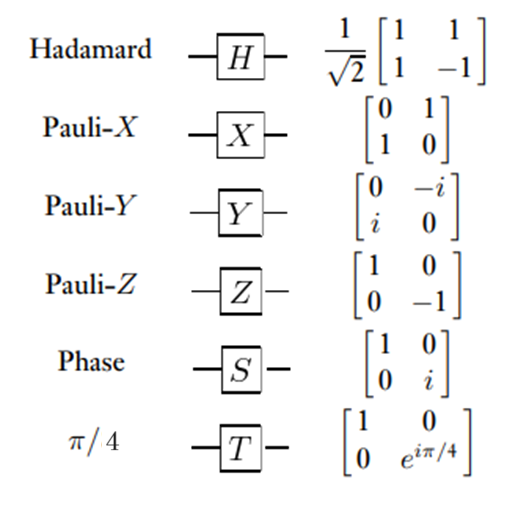 Hadamard H 1/√2 [1 1; 1 −1]
Pauli-X X [0 1; 1 0]
Pauli-Y Y [0 −i; i 0]
Pauli-Z Z [1 0; 0 −1]
Phase S [1 0; 0 i]
π/4 T [1 0; 0 e^{iπ/4}]